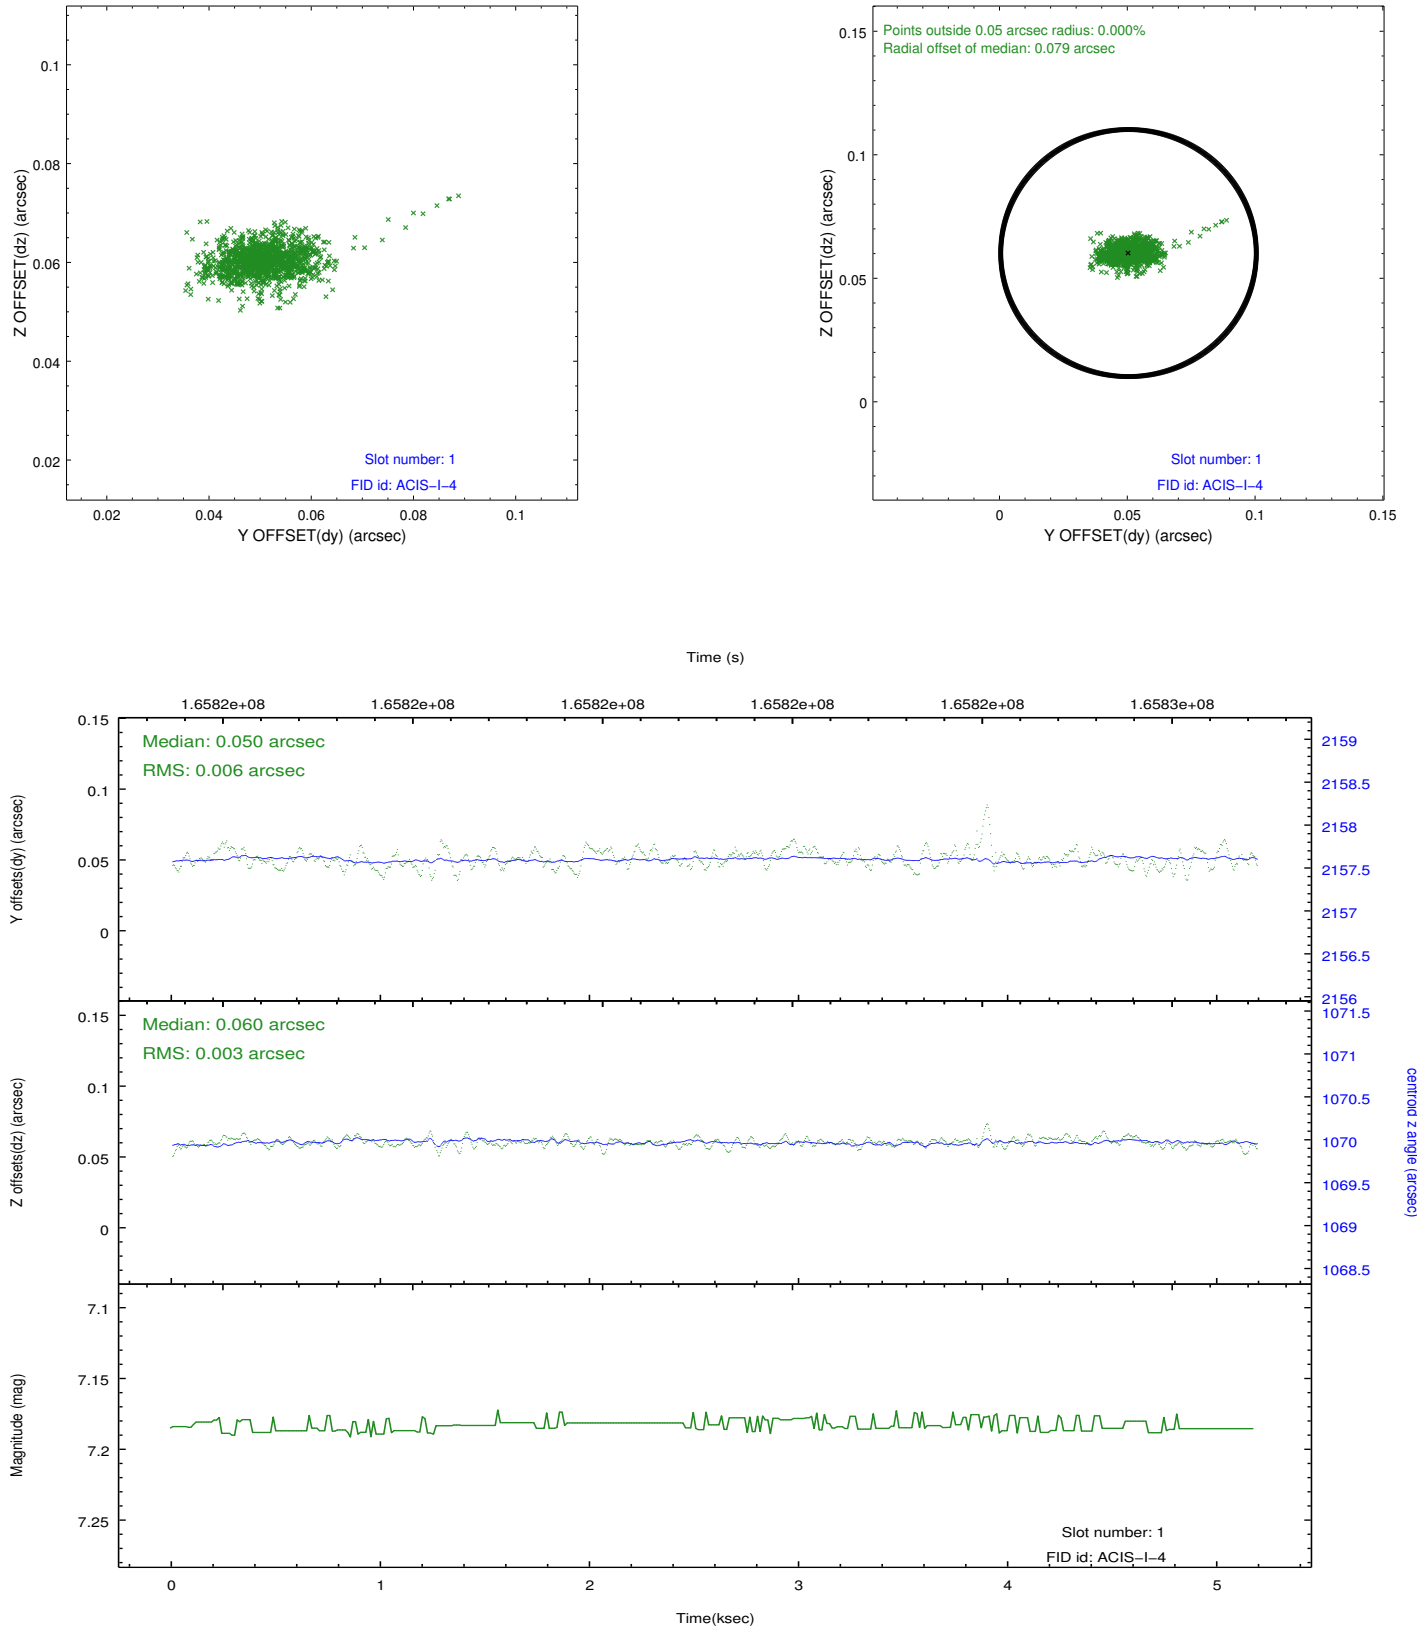 0.1
0.08
0.06
0.04
0.02
Z OFFSET(dz) (arcsec)
Slot number: 1
FID id: ACIS−I−4
0.02 0.04 0.06 0.08 0.1
Y OFFSET(dy) (arcsec)
Points outside 0.05 arcsec radius: 0.000%
Radial offset of median: 0.079 arcsec
0.15
0.1
0.05
0
Z OFFSET(dz) (arcsec)
Slot number: 1
FID id: ACIS−I−4
0 0.05 0.1 0.15
Y OFFSET(dy) (arcsec)
Time (s)
1.6582e+08 1.6582e+08 1.6582e+08 1.6582e+08 1.6582e+08 1.6583e+08
Median: 0.050 arcsec
RMS: 0.006 arcsec
0.15
0.1
0.05
0
Y offsets(dy) (arcsec)
2159
2158.5
2158
2157.5
2157
2156.5
2156
Median: 0.060 arcsec
RMS: 0.003 arcsec
0.15
0.1
0.05
0
Z offsets(dz) (arcsec)
1071.5
1071
1070.5
1070
1069.5
1069
1068.5
centroid z angle (arcsec)
7.1
7.15
7.2
7.25
Magnitude (mag)
Slot number: 1
FID id: ACIS−I−4
0 1 2 3 4 5
Time(ksec)